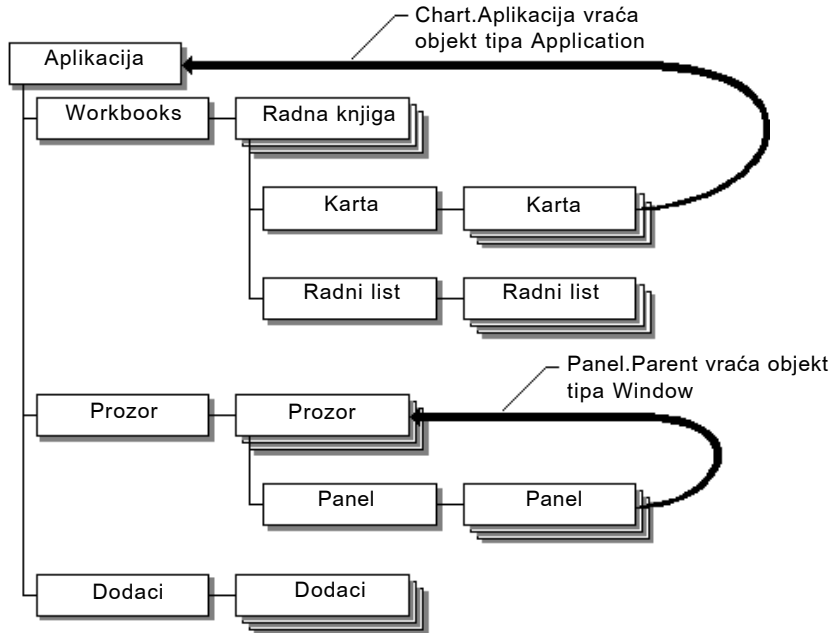 Chart.Aplikacija vraća
objekt tipa Application
Aplikacija
Workbooks
Radna knjiga
Karta
Karta
Radni list
Radni list
Panel.Parent vraća objekt
tipa Window
Prozor
Prozor
Panel
Panel
Dodaci
Dodaci